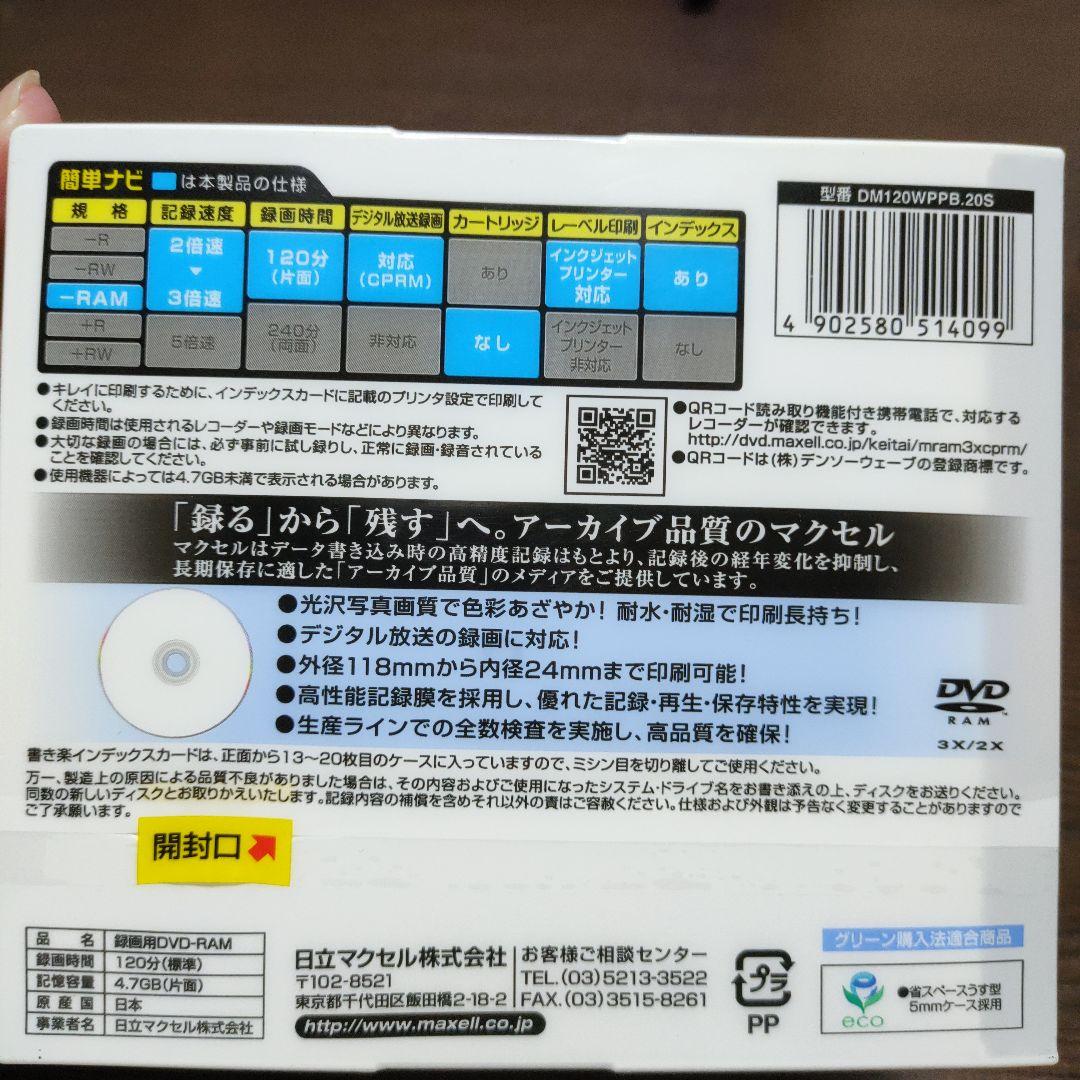 簡単ナビ は本製品の仕様
規格 記録速度 録画時間 デジタル放送録画 カートリッジ レーベル印刷 インデックス
－R
－RW
－RAM
＋R
＋RW
2倍速
▼
3倍速
5倍速
120分
(片面)
240分
(両面)
対応
(CPRM)
非対応
あり
なし
インクジェット
プリンター
対応
インクジェット
プリンター
非対応
あり
なし
型番 DM120WPPB.20S
4 902580 514099
●キレイに印刷するために、インデックスカードに記載のプリンタ設定で印刷して
ください。
●録画時間は使用されるレコーダーや録画モードなどにより異なります。
●大切な録画の場合には、必ず事前に試し録りし、正常に録画・録音されている
ことを確認してください。
●使用機器によっては4.7GB未満で表示される場合があります。
●QRコード読み取り機能付き携帯電話で、対応する
レコーダーが確認できます。
http://dvd.maxell.co.jp/keitai/mram3xcprm/
●QRコードは(株)デンソーウェーブの登録商標です。
「録る」から「残す」へ。アーカイブ品質のマクセル
マクセルはデータ書き込み時の高精度記録はもとより、記録後の経年変化を抑制し、
長期保存に適した「アーカイブ品質」のメディアをご提供しています。
●光沢写真画質で色彩あざやか！耐水・耐湿で印刷長持ち！
●デジタル放送の録画に対応！
●外径118mmから内径24mmまで印刷可能！
●高性能記録膜を採用し、優れた記録・再生・保存特性を実現！
●生産ラインでの全数検査を実施し、高品質を確保！
DVD
RAM
3X/2X
書き楽インデックスカードは、正面から13～20枚目のケースに入っていますので、ミシン目を切り離してご使用ください。
万一、製造上の原因による品質不良がありました場合は、その内容およびご使用になったシステム・ドライブ名をお書き添えの上、ディスクをお送りください。
同数の新しいディスクとお取りかえいたします。記録内容の補償を含めそれ以外の責はご容赦ください。仕様および外観は予告なく変更することがありますので
ご了承願います。
開封口
品名 録画用DVD-RAM
録画時間 120分(標準)
記憶容量 4.7GB(片面)
原産国 日本
事業者名 日立マクセル株式会社
日立マクセル株式会社
〒102-8521
東京都千代田区飯田橋2-18-2
http://www.maxell.co.jp
お客様ご相談センター
TEL.(03)5213-3522
FAX.(03)3515-8261
プラ
PP
グリーン購入法適合商品
eco
●省スペースうす型
5mmケース採用